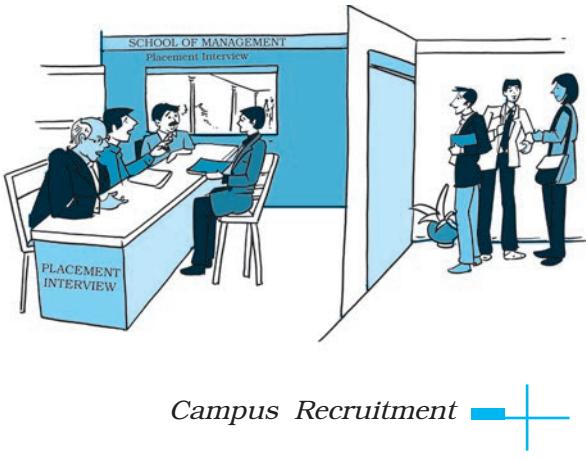 SCHOOL OF MANAGEMENT
Placement Interview
PLACEMENT
INTERVIEW
Campus Recruitment